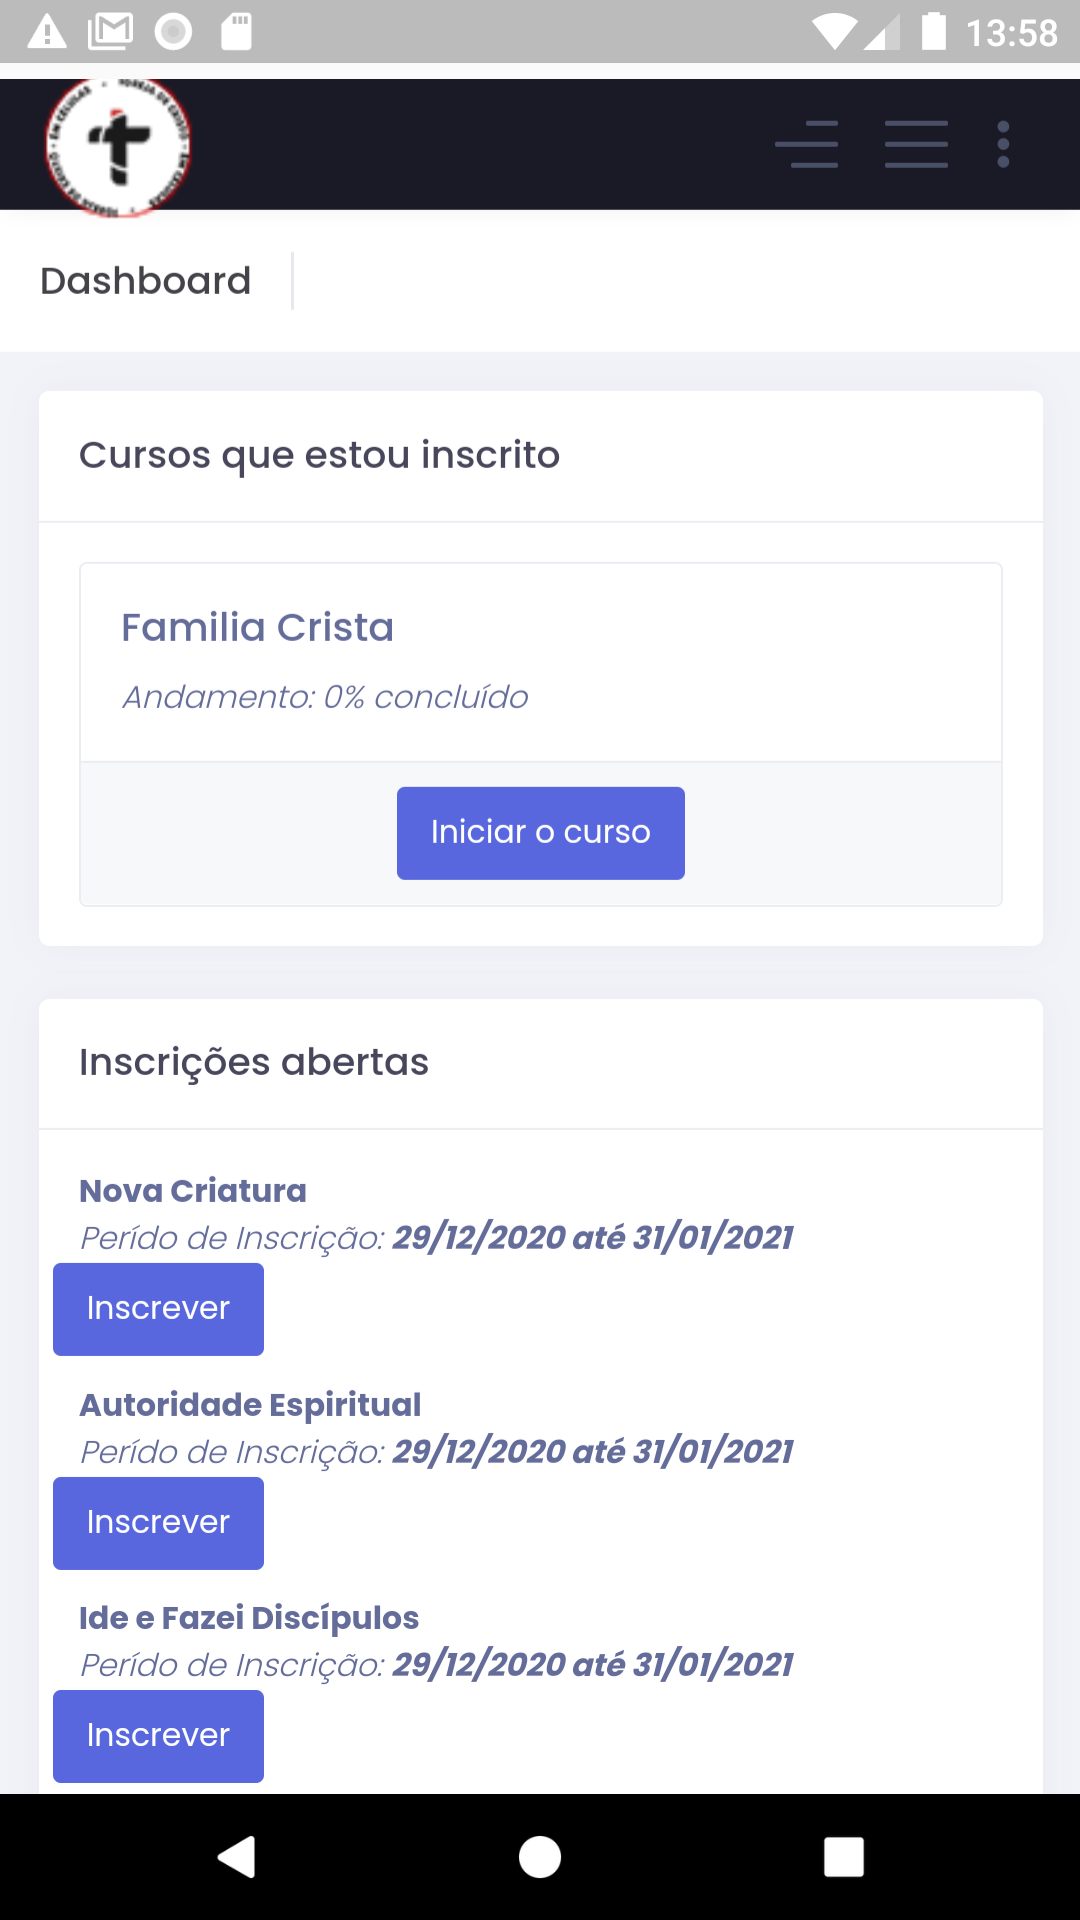 13:58
Dashboard
Cursos que estou inscrito
Familia Crista
Andamento: 0% concluído
Iniciar o curso
Inscrições abertas
Nova Criatura
Perído de Inscrição: 29/12/2020 até 31/01/2021
Inscrever
Autoridade Espiritual
Perído de Inscrição: 29/12/2020 até 31/01/2021
Inscrever
Ide e Fazei Discípulos
Perído de Inscrição: 29/12/2020 até 31/01/2021
Inscrever